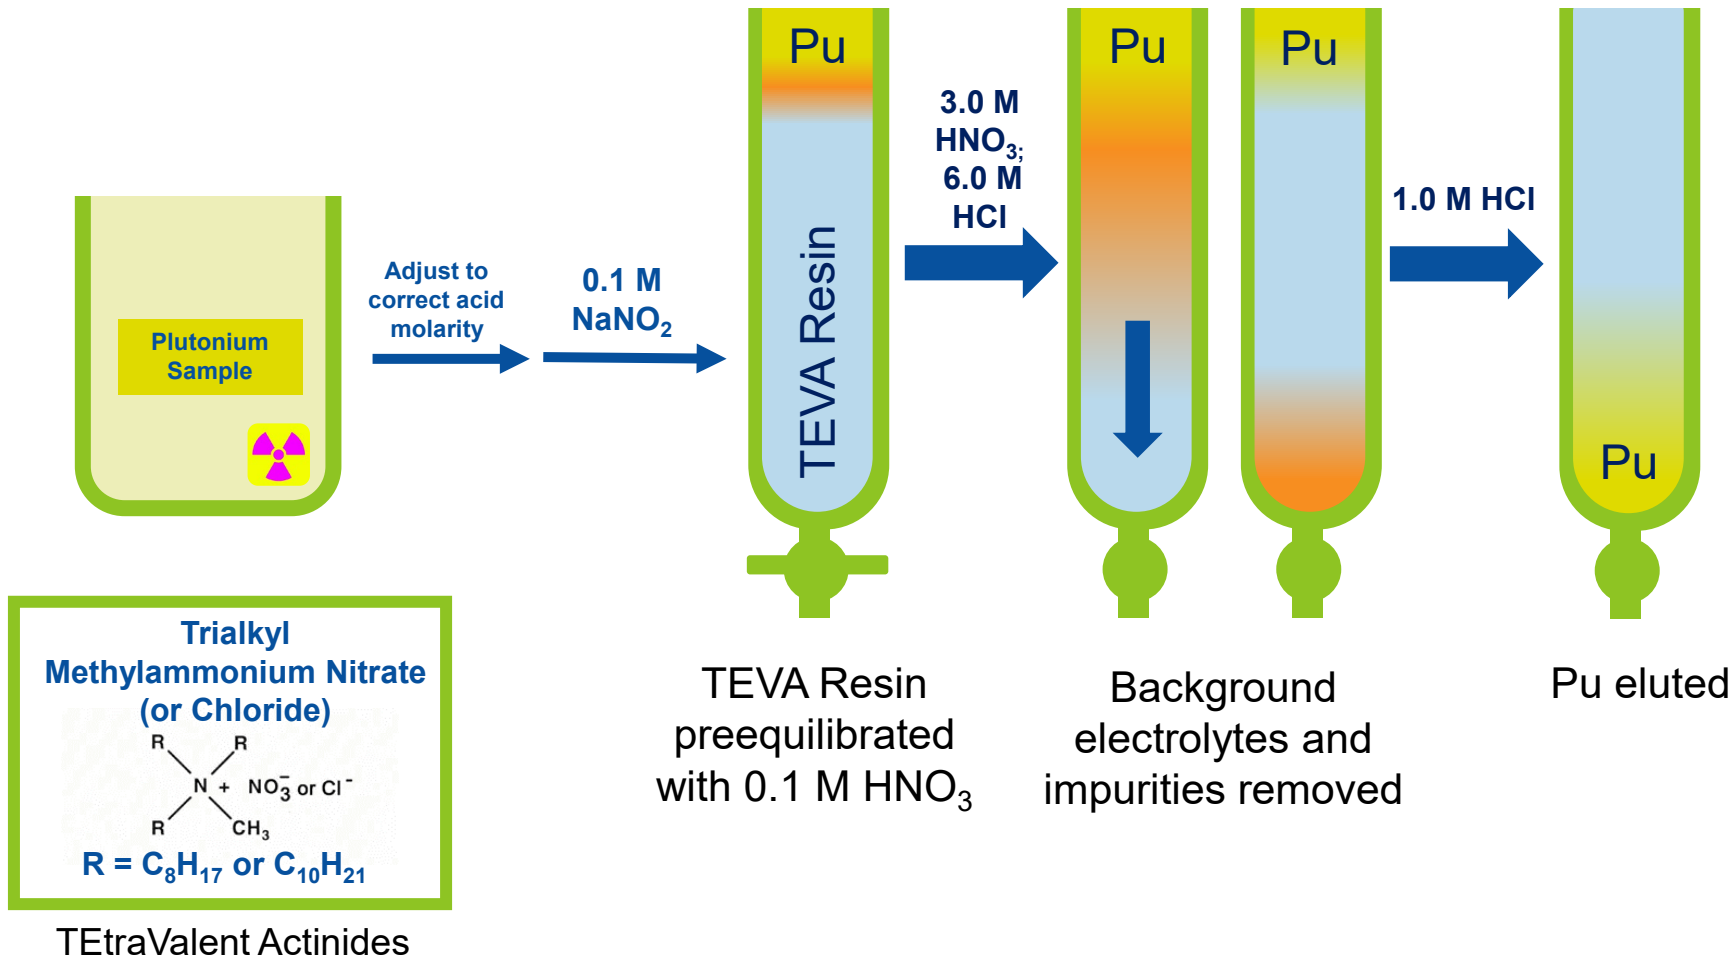 Plutonium
Sample
Adjust to
correct acid
molarity
0.1 M
NaNO₂
Pu
TEVA Resin
3.0 M
HNO₃;
6.0 M
HCl
Pu
Pu
1.0 M HCl
Pu
TEVA Resin
preequilibrated
with 0.1 M HNO₃
Background
electrolytes and
impurities removed
Pu eluted
Trialkyl
Methylammonium Nitrate
(or Chloride)
R R
N + NO₃⁻ or Cl⁻
R CH₃
R = C₈H₁₇ or C₁₀H₂₁
TEtraValent Actinides